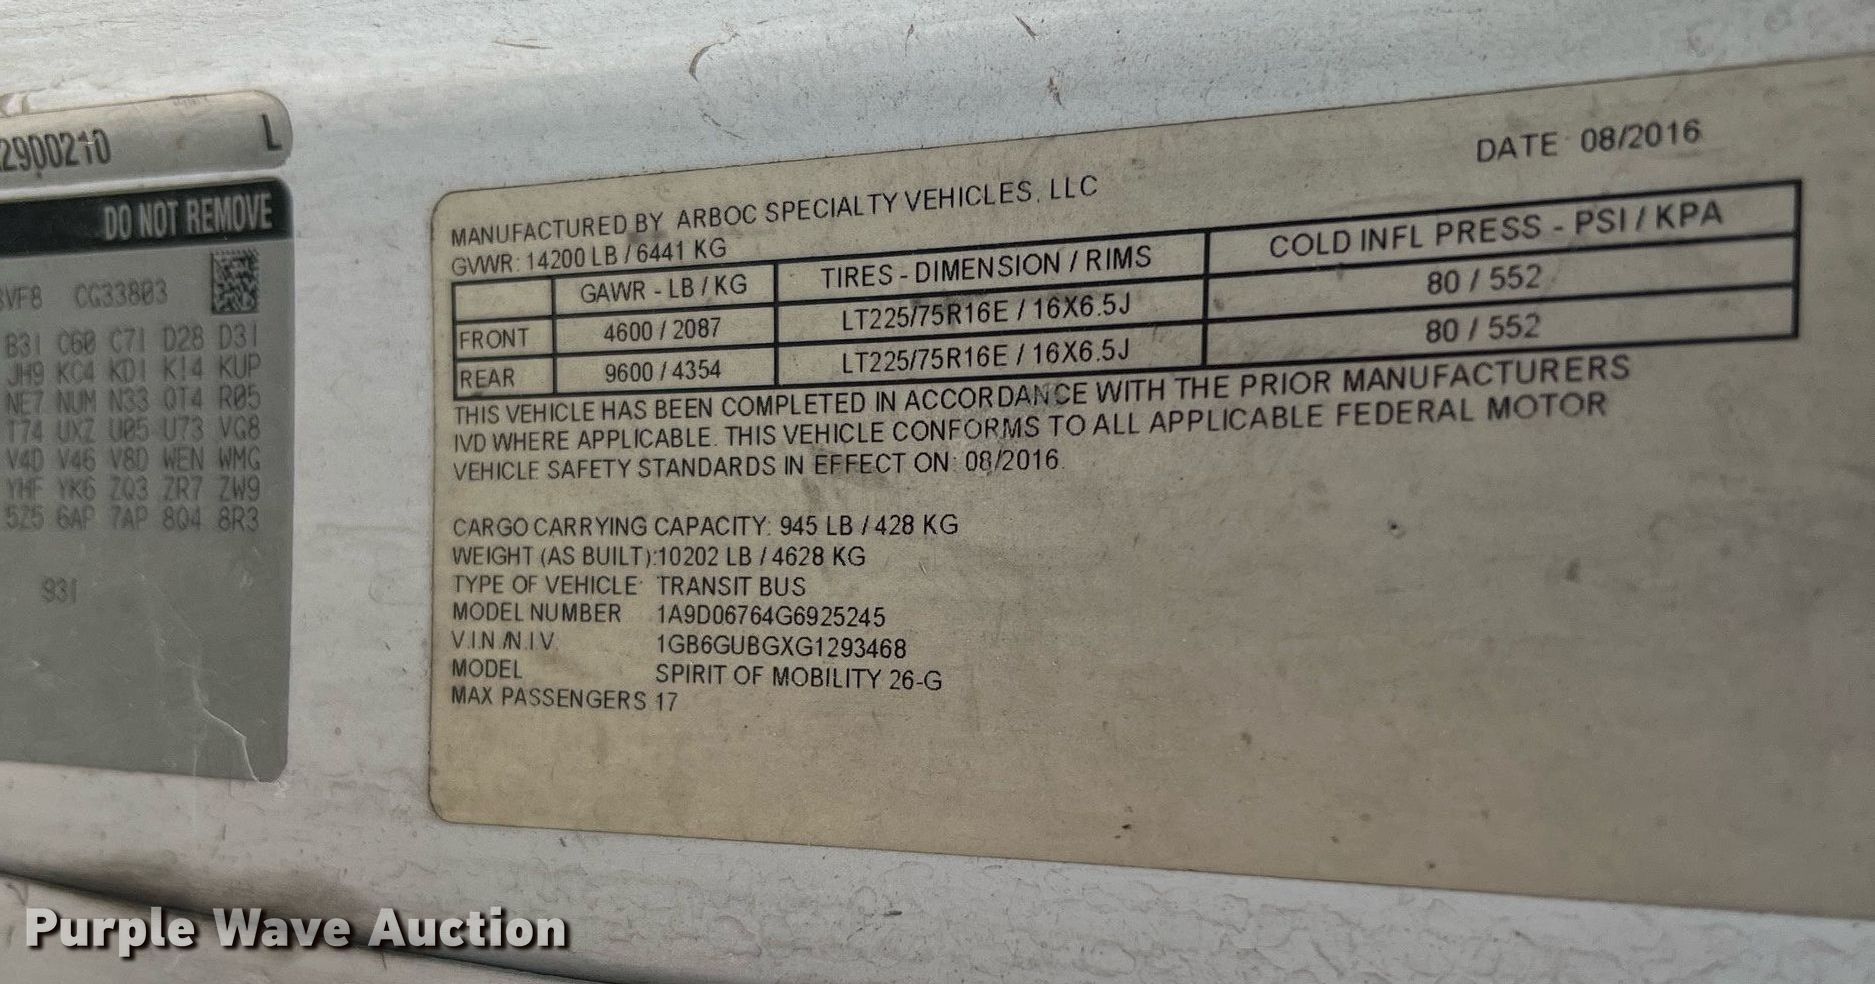 2900210 L
DO NOT REMOVE
VF8 CG33803
B31 C60 C71 D28 D31
JH9 KC4 KD1 K14 KUP
NE7 NUM N33 QT4 R05
T74 UXZ U05 U73 VG8
V4D V46 V8D WEN WMG
YHF YK6 ZQ3 ZR7 ZW9
5Z5 6AP 7AP 8Q4 8R3
931
DATE 08/2016
MANUFACTURED BY ARBOC SPECIALTY VEHICLES, LLC
GVWR: 14200 LB / 6441 KG
GAWR - LB / KG TIRES - DIMENSION / RIMS COLD INFL PRESS - PSI / KPA
FRONT 4600 / 2087 LT225/75R16E / 16X6.5J 80 / 552
REAR 9600 / 4354 LT225/75R16E / 16X6.5J 80 / 552
THIS VEHICLE HAS BEEN COMPLETED IN ACCORDANCE WITH THE PRIOR MANUFACTURERS
IVD WHERE APPLICABLE. THIS VEHICLE CONFORMS TO ALL APPLICABLE FEDERAL MOTOR
VEHICLE SAFETY STANDARDS IN EFFECT ON: 08/2016.
CARGO CARRYING CAPACITY: 945 LB / 428 KG
WEIGHT (AS BUILT):10202 LB / 4628 KG
TYPE OF VEHICLE: TRANSIT BUS
MODEL NUMBER 1A9D06764G6925245
V.I.N./N.I.V. 1GB6GUBGXG1293468
MODEL SPIRIT OF MOBILITY 26-G
MAX PASSENGERS 17
Purple Wave Auction